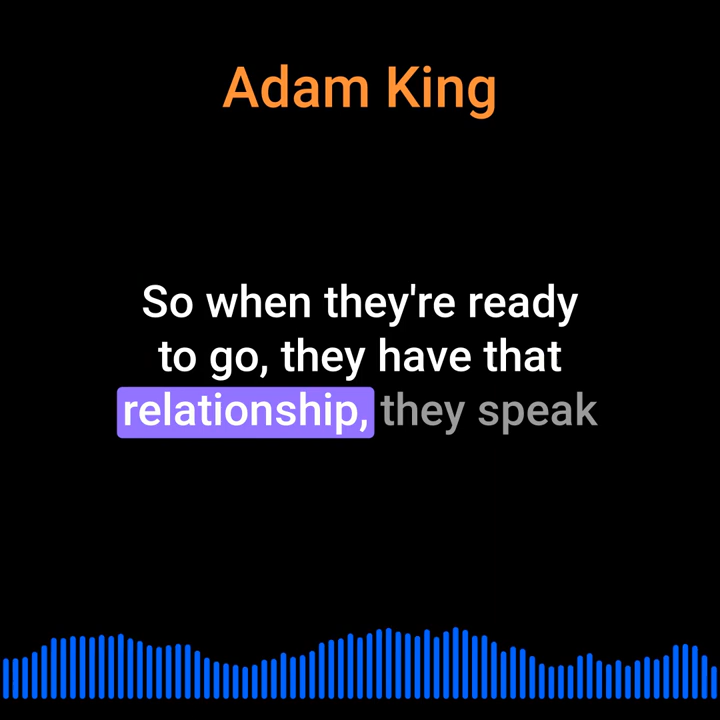 Adam King
So when they're ready
to go, they have that
relationship, they speak